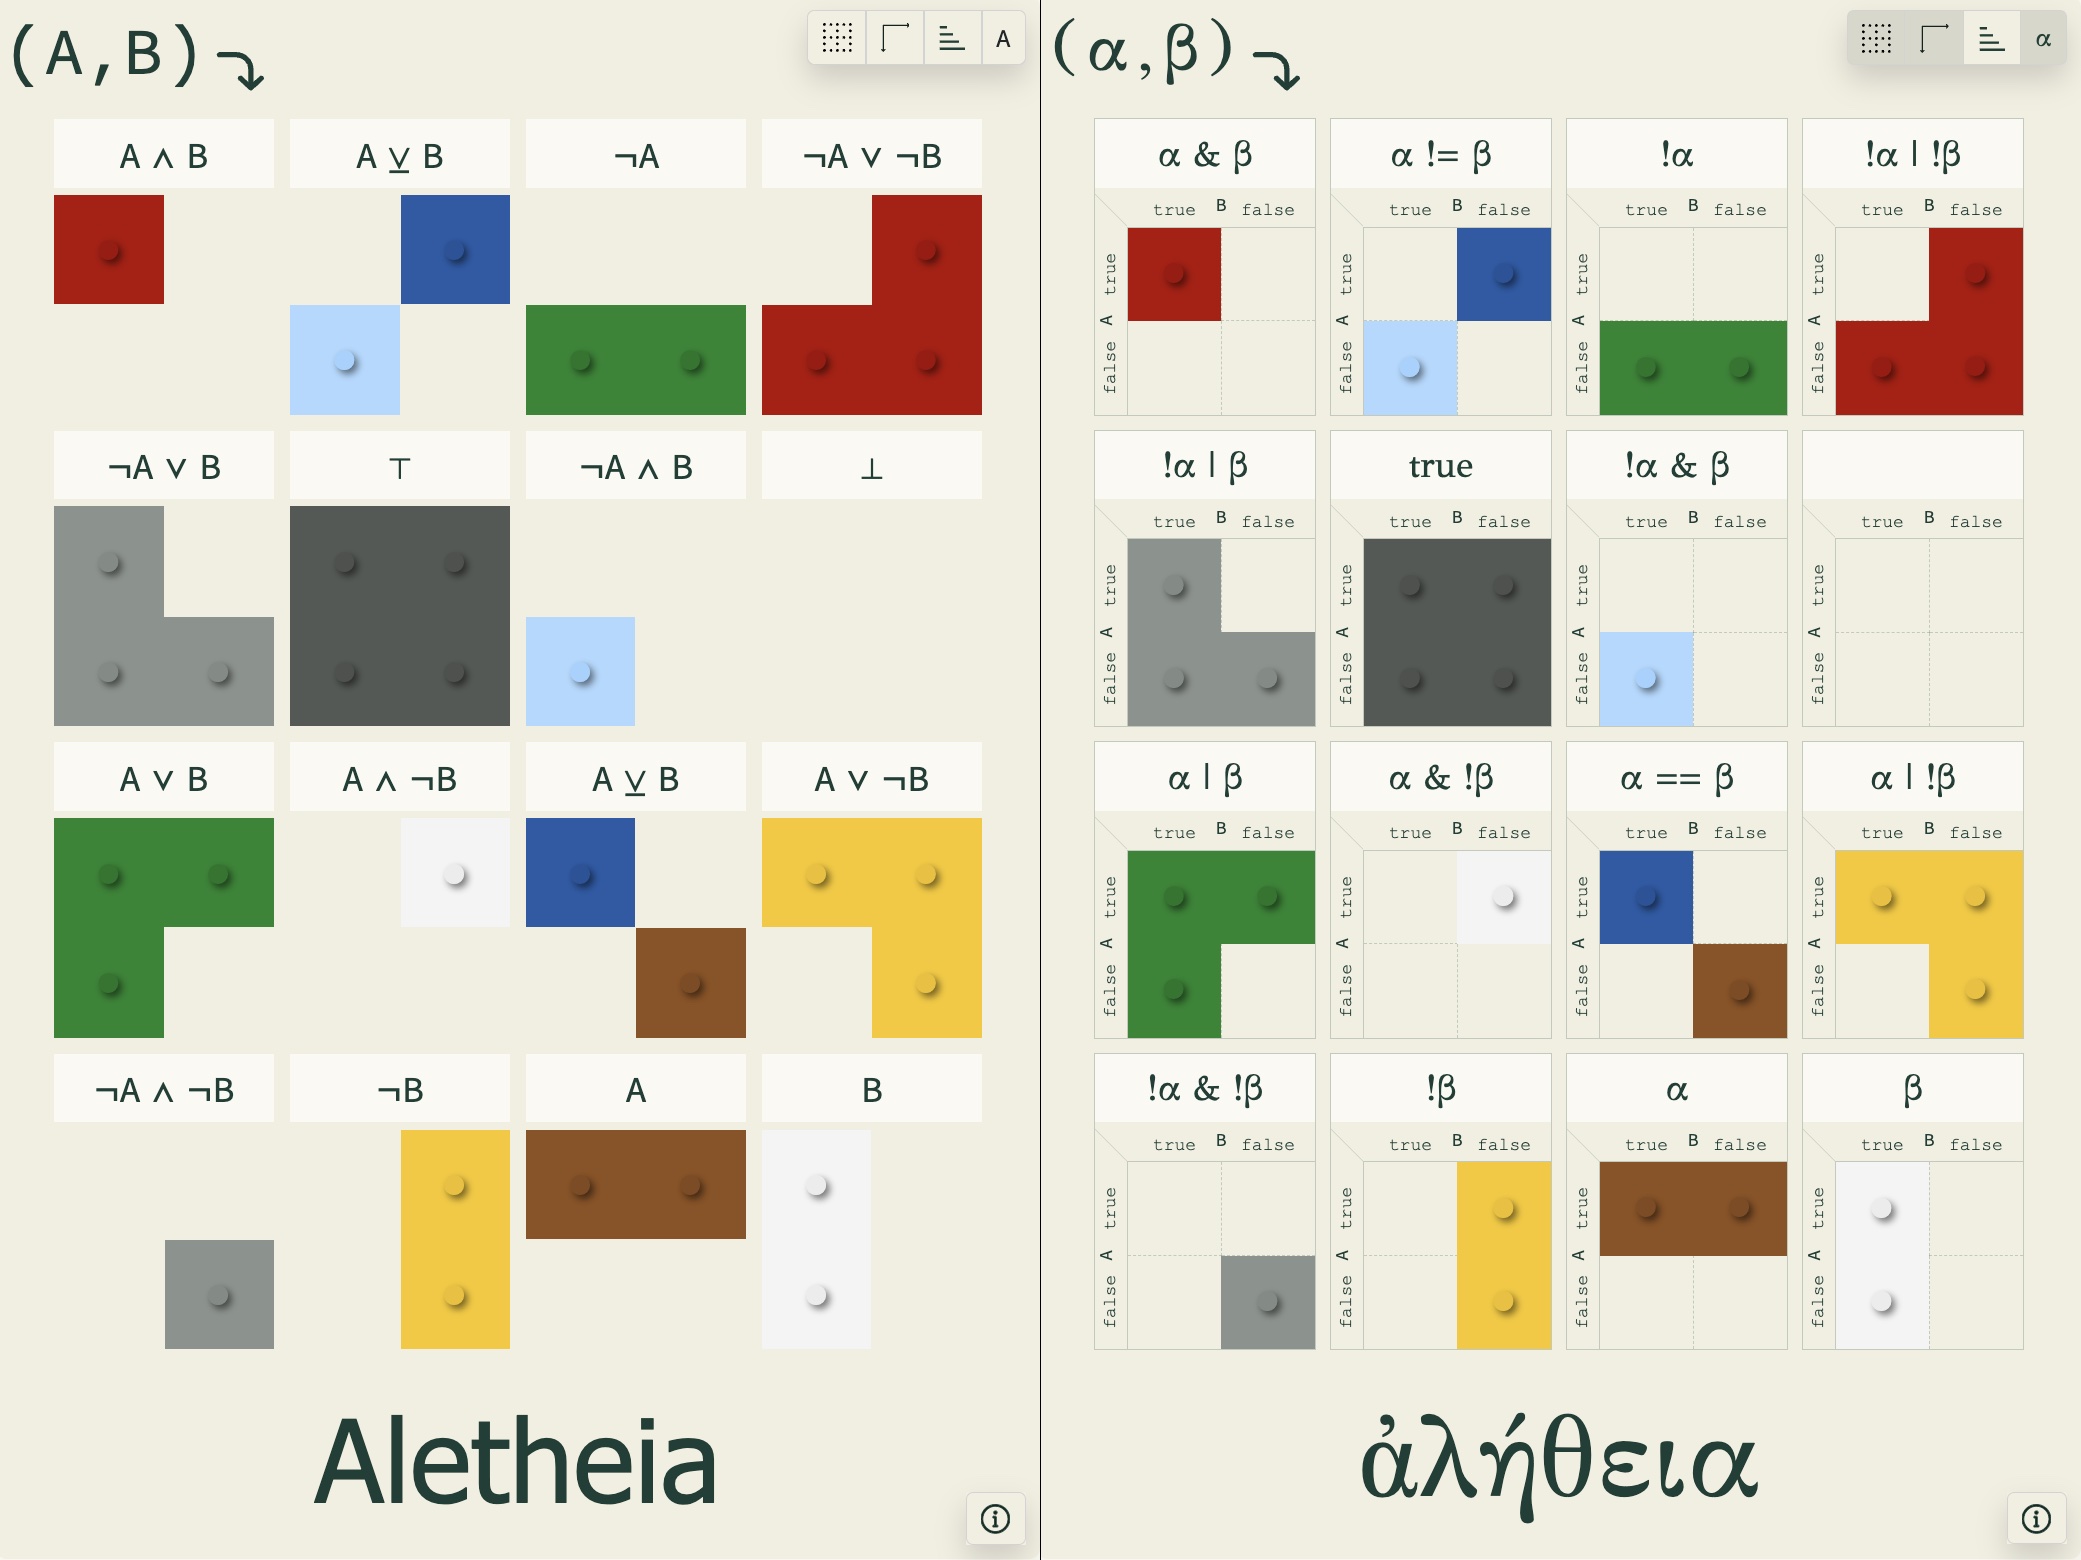 (A,B)
A
A ∧ B
A ⊻ B
¬A
¬A ∨ ¬B
¬A ∨ B
⊤
¬A ∧ B
⊥
A ∨ B
A ∧ ¬B
A ⊻ B
A ∨ ¬B
¬A ∧ ¬B
¬B
A
B
Aletheia
(α,β)
α
α & β
true B false
false A true
α != β
true B false
false A true
!α
true B false
false A true
!α | !β
true B false
false A true
!α | β
true B false
false A true
true
true B false
false A true
!α & β
true B false
false A true
true B false
false A true
α | β
true B false
false A true
α & !β
true B false
false A true
α == β
true B false
false A true
α | !β
true B false
false A true
!α & !β
true B false
false A true
!β
true B false
false A true
α
true B false
false A true
β
true B false
false A true
ἀλήθεια